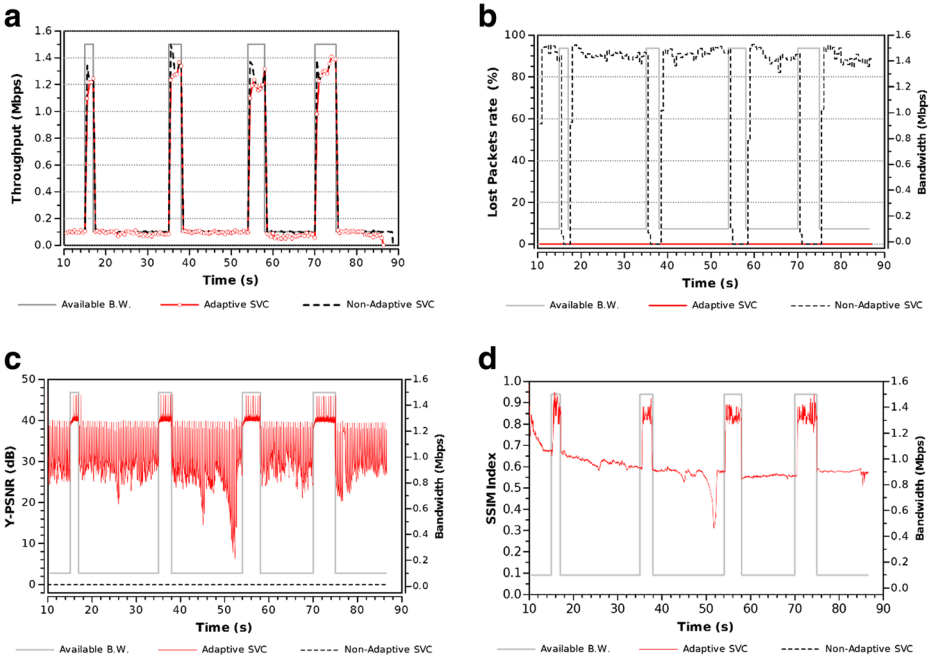 a
Throughput (Mbps)
1.6
1.4
1.2
1.0
0.8
0.6
0.4
0.2
0.0
10 20 30 40 50 60 70 80 90
Time (s)
Available B.W. Adaptive SVC Non-Adaptive SVC
b
Lost Packets rate (%)
100
80
60
40
20
0
1.6
1.4
1.2
1.0
0.8
0.6
0.4
0.2
0.0
Bandwidth (Mbps)
10 20 30 40 50 60 70 80 90
Time (s)
Available B.W. Adaptive SVC Non-Adaptive SVC
c
Y-PSNR (dB)
50
40
30
20
10
0
1.6
1.4
1.2
1.0
0.8
0.6
0.4
0.2
0.0
Bandwidth (Mbps)
10 20 30 40 50 60 70 80 90
Time (s)
Available B.W. Adaptive SVC Non-Adaptive SVC
d
SSIM Index
1.0
0.9
0.8
0.7
0.6
0.5
0.4
0.3
0.2
0.1
0.0
1.6
1.4
1.2
1.0
0.8
0.6
0.4
0.2
0.0
Bandwidth (Mbps)
10 20 30 40 50 60 70 80 90
Time (s)
Available B.W. Adaptive SVC Non-Adaptive SVC